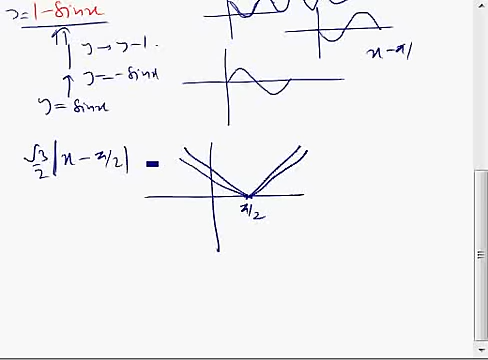 y = 1 - sinx
y → y - 1.
y = - sinx
y = sinx
x - π/
√3/2 |x - π/2| -
π/2